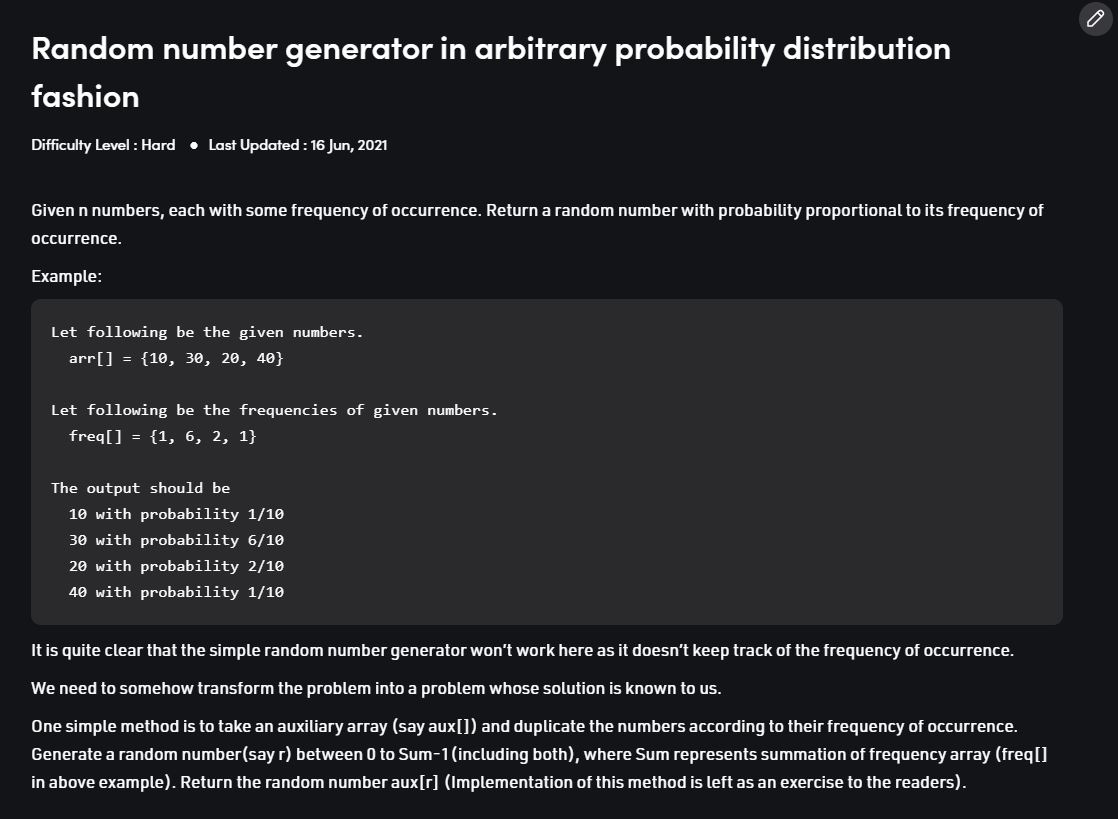 Random number generator in arbitrary probability distribution
fashion
Difficulty Level : Hard ● Last Updated : 16 Jun, 2021
Given n numbers, each with some frequency of occurrence. Return a random number with probability proportional to its frequency of
occurrence.
Example:
Let following be the given numbers.
arr[] = {10, 30, 20, 40}
Let following be the frequencies of given numbers.
freq[] = {1, 6, 2, 1}
The output should be
10 with probability 1/10
30 with probability 6/10
20 with probability 2/10
40 with probability 1/10
It is quite clear that the simple random number generator won’t work here as it doesn’t keep track of the frequency of occurrence.
We need to somehow transform the problem into a problem whose solution is known to us.
One simple method is to take an auxiliary array (say aux[]) and duplicate the numbers according to their frequency of occurrence.
Generate a random number(say r) between 0 to Sum-1(including both), where Sum represents summation of frequency array (freq[]
in above example). Return the random number aux[r] (Implementation of this method is left as an exercise to the readers).